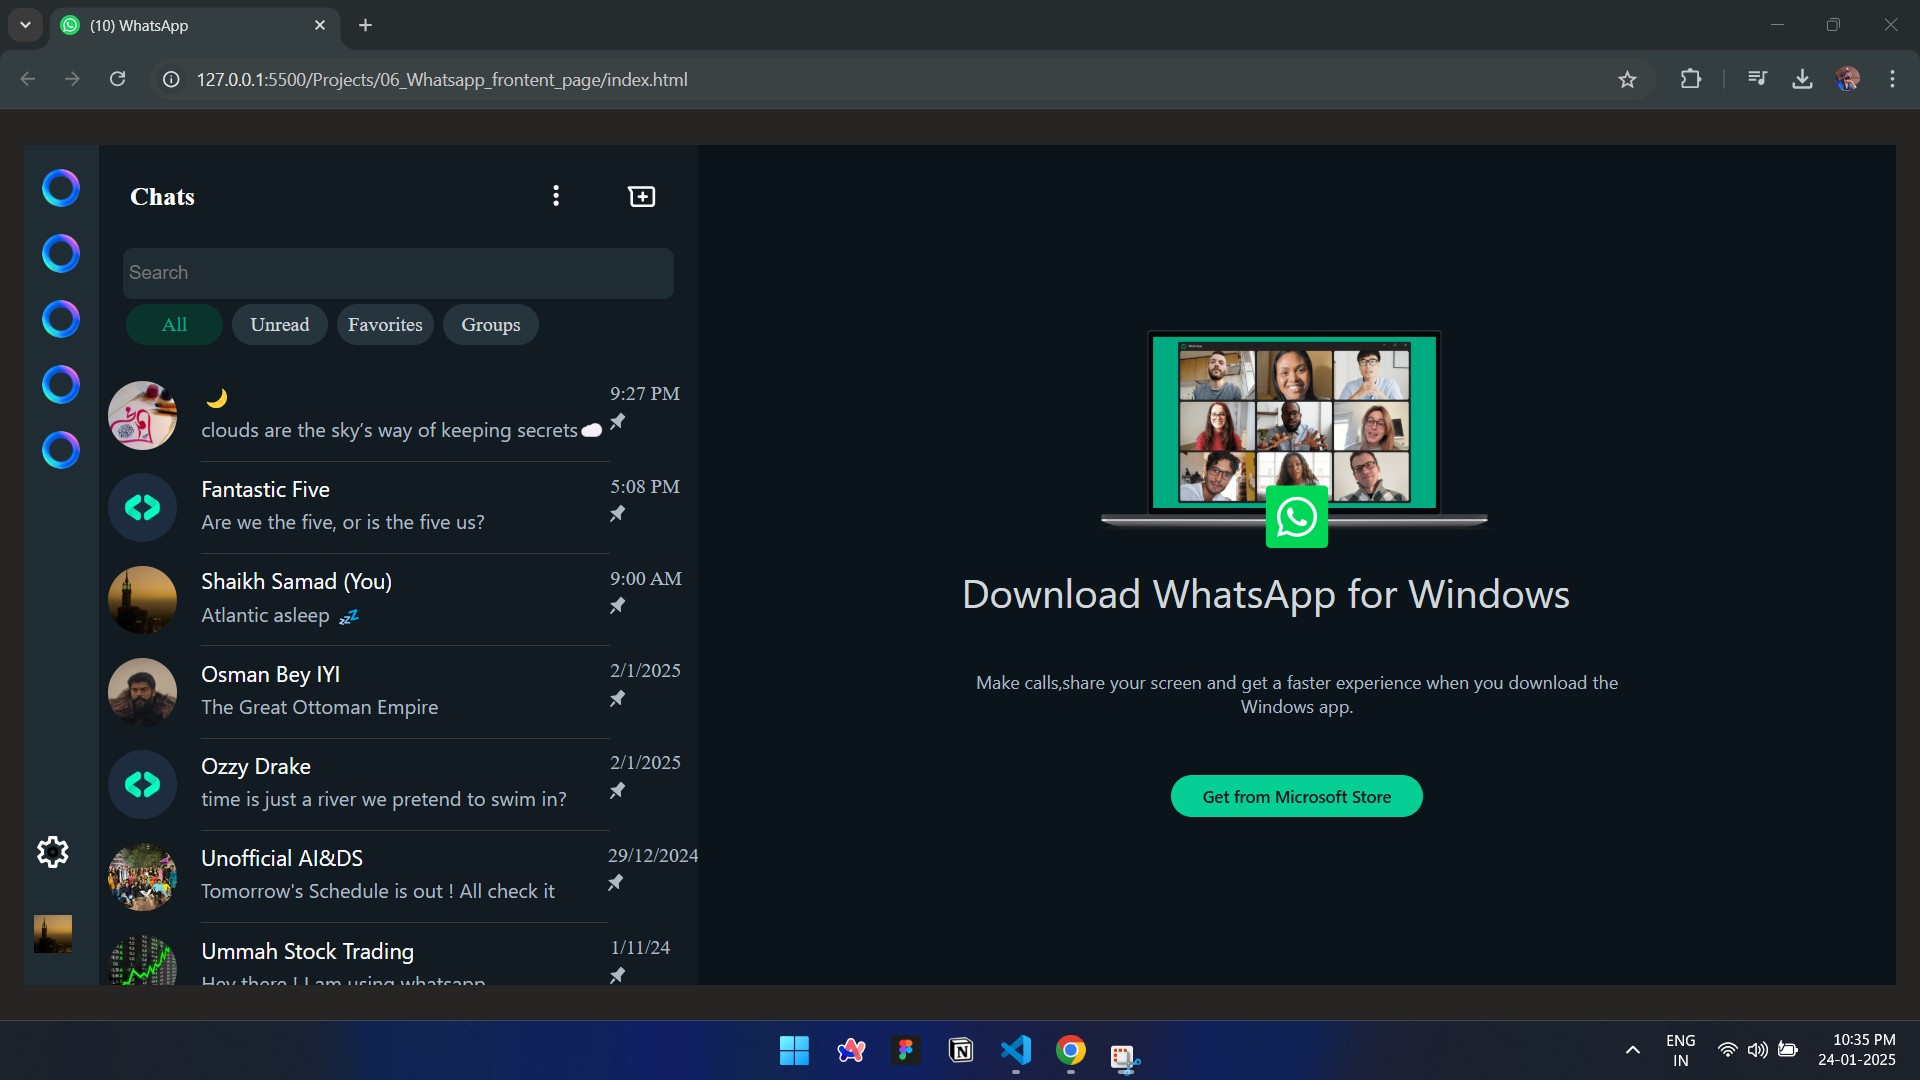 (10) WhatsApp
127.0.0.1:5500/Projects/06_Whatsapp_frontent_page/index.html
Chats
Search
All
Unread
Favorites
Groups
🌙
9:27 PM
clouds are the sky's way of keeping secrets☁️
Fantastic Five
5:08 PM
Are we the five, or is the five us?
Shaikh Samad (You)
9:00 AM
Atlantic asleep 💤
Osman Bey IYI
2/1/2025
The Great Ottoman Empire
Ozzy Drake
2/1/2025
time is just a river we pretend to swim in?
Unofficial AI&DS
29/12/2024
Tomorrow's Schedule is out ! All check it
Ummah Stock Trading
1/11/24
Hey there ! I am using whatsapp
Download WhatsApp for Windows
Make calls,share your screen and get a faster experience when you download the
Windows app.
Get from Microsoft Store
ENG
IN
10:35 PM
24-01-2025